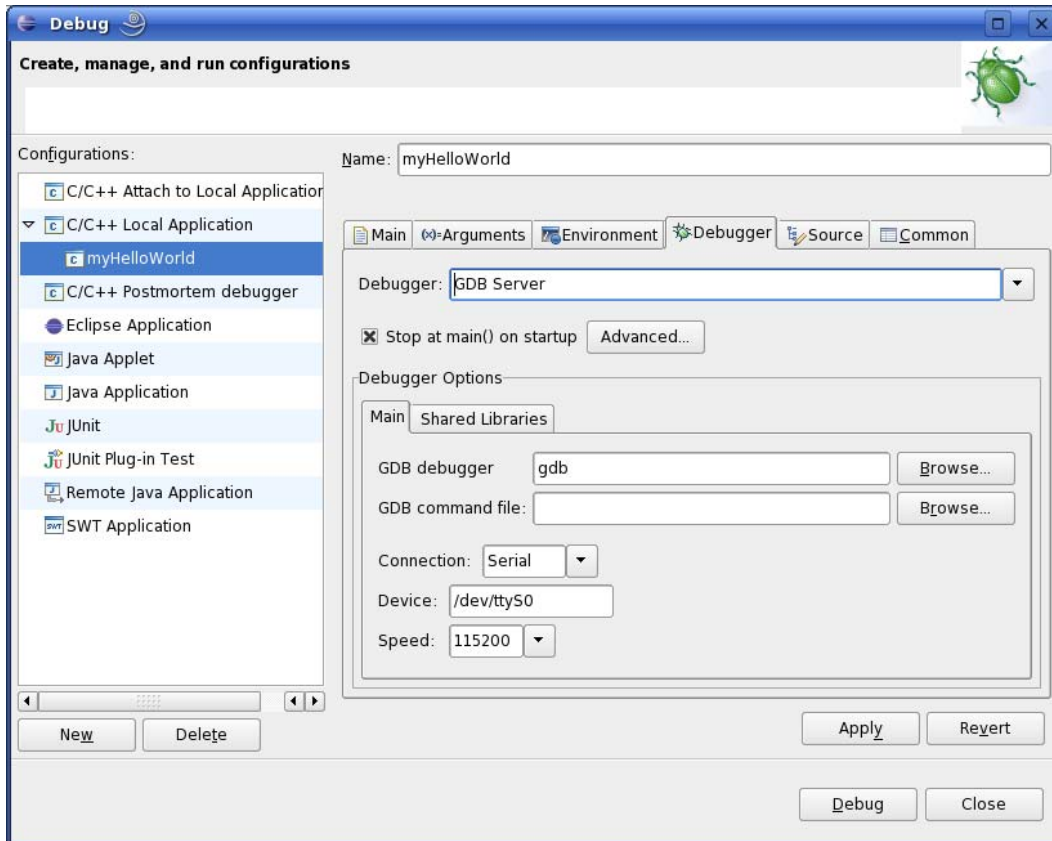 Debug
Create, manage, and run configurations
Configurations:
C/C++ Attach to Local Application
C/C++ Local Application
myHelloWorld
C/C++ Postmortem debugger
Eclipse Application
Java Applet
Java Application
JUnit
JUnit Plug-in Test
Remote Java Application
SWT Application
New
Delete
Name: myHelloWorld
Main (x)=Arguments Environment Debugger Source Common
Debugger: GDB Server
Stop at main() on startup Advanced...
Debugger Options
Main Shared Libraries
GDB debugger gdb Browse...
GDB command file: Browse...
Connection: Serial
Device: /dev/ttyS0
Speed: 115200
Apply Revert
Debug Close